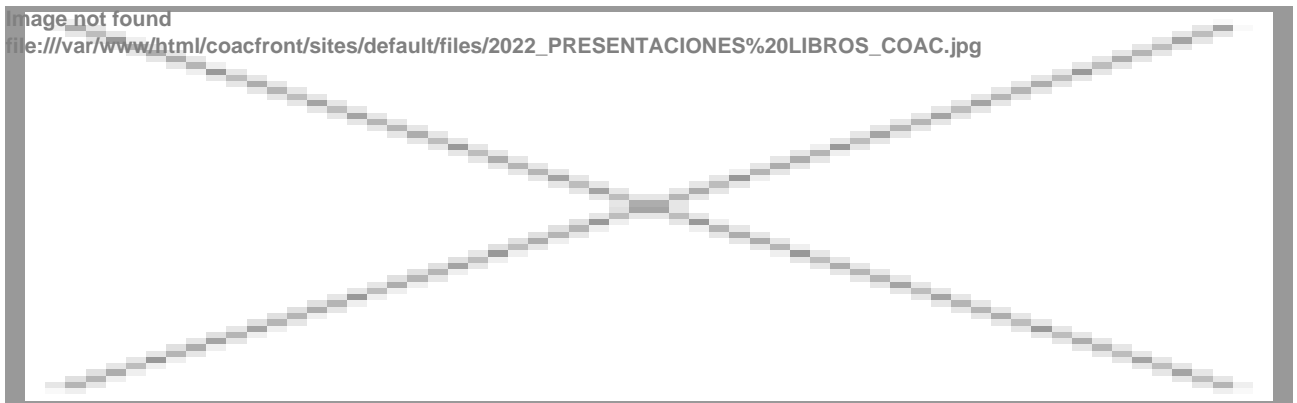 Image not found
file:///var/www/html/coacfront/sites/default/files/2022_PRESENTACIONES%20LIBROS_COAC.jpg